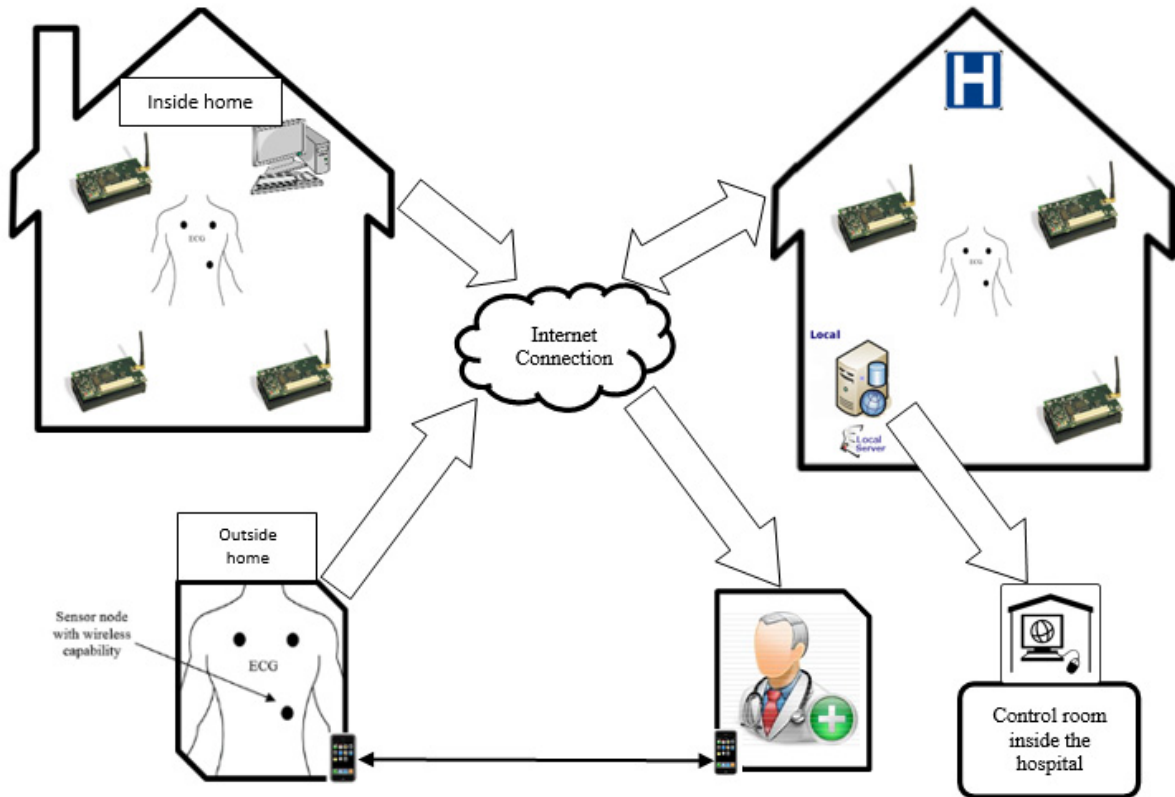 Inside home
H
ECG
ECG
Internet
Connection
Local
Local
Server
Outside
home
Sensor node
with wireless
capability
ECG
Control room
inside the
hospital